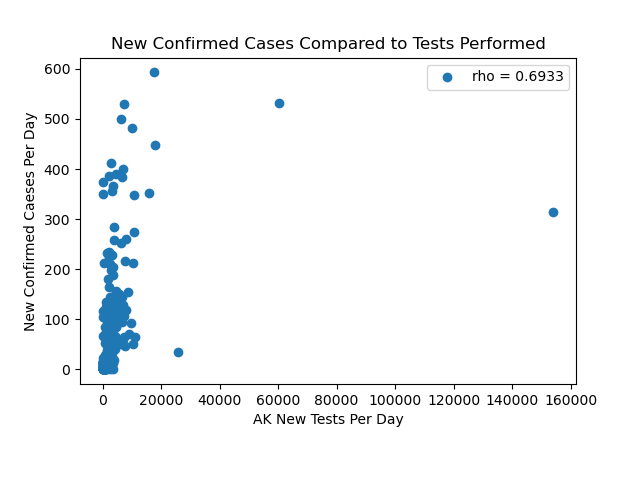 New Confirmed Cases Compared to Tests Performed
rho = 0.6933
600
500
400
300
200
100
0
New Confirmed Caeses Per Day
0 20000 40000 60000 80000 100000 120000 140000 160000
AK New Tests Per Day